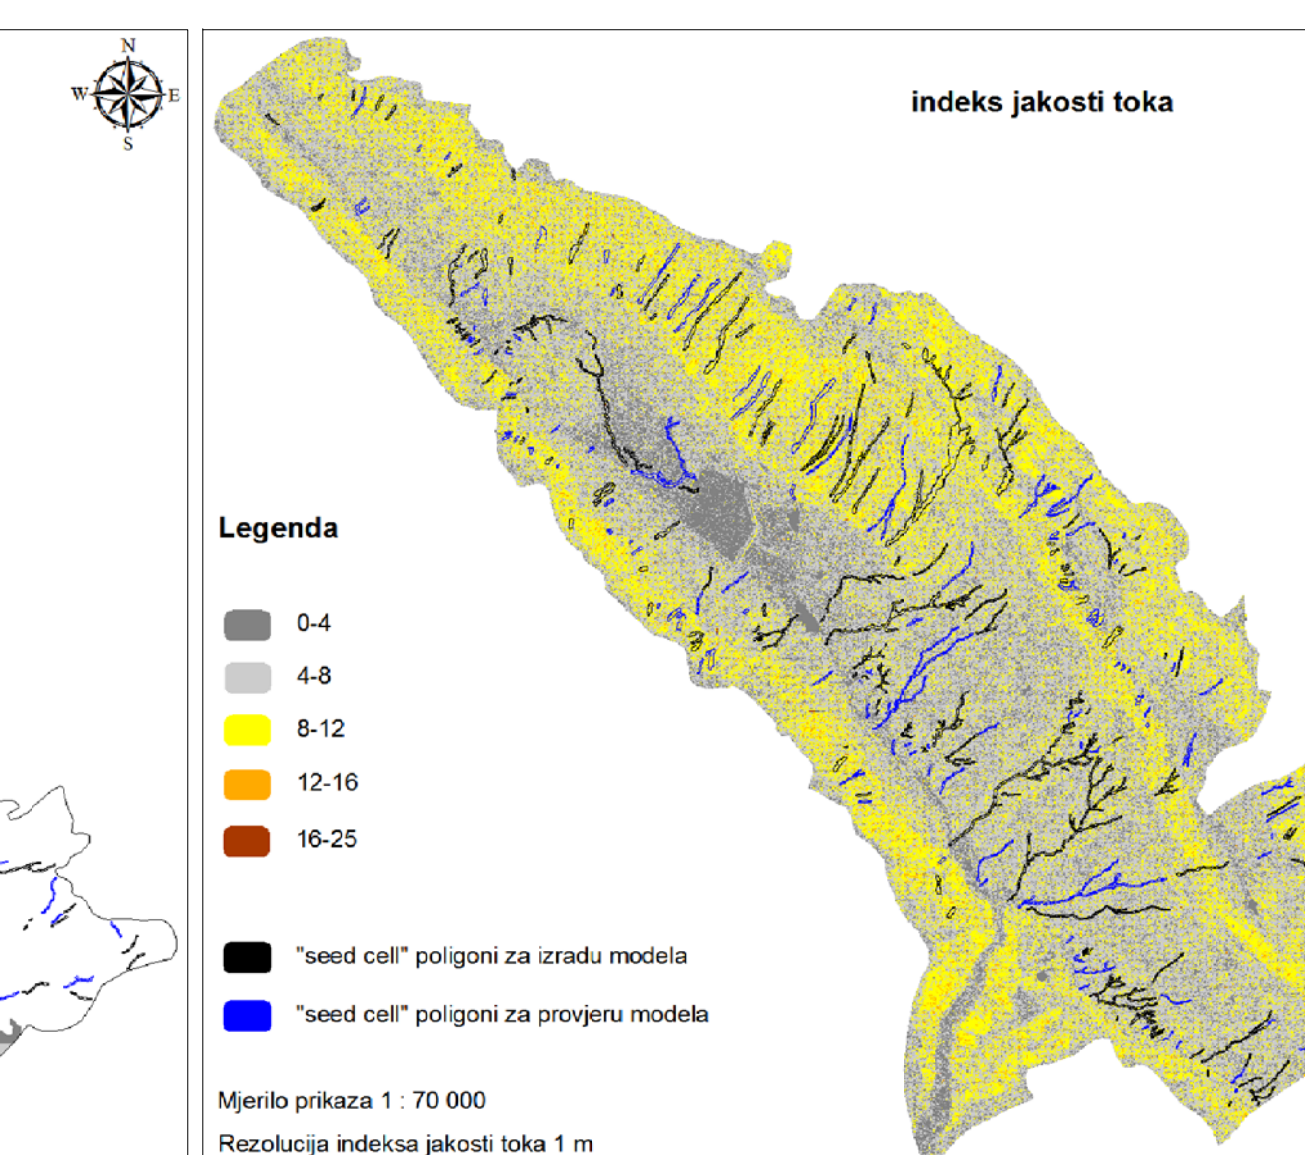 N
W E
S
indeks jakosti toka
Legenda
0-4
4-8
8-12
12-16
16-25
"seed cell" poligoni za izradu modela
"seed cell" poligoni za provjeru modela
Mjerilo prikaza 1 : 70 000
Rezolucija indeksa jakosti toka 1 m